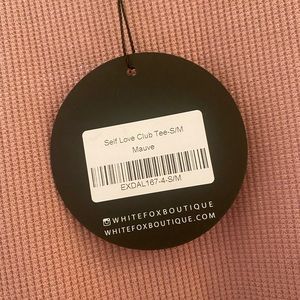 Self Love Club Tee-S/M
Mauve
EXDAL167-4-S/M
WHITEFOXBOUTIQUE
WHITEFOXBOUTIQUE.COM